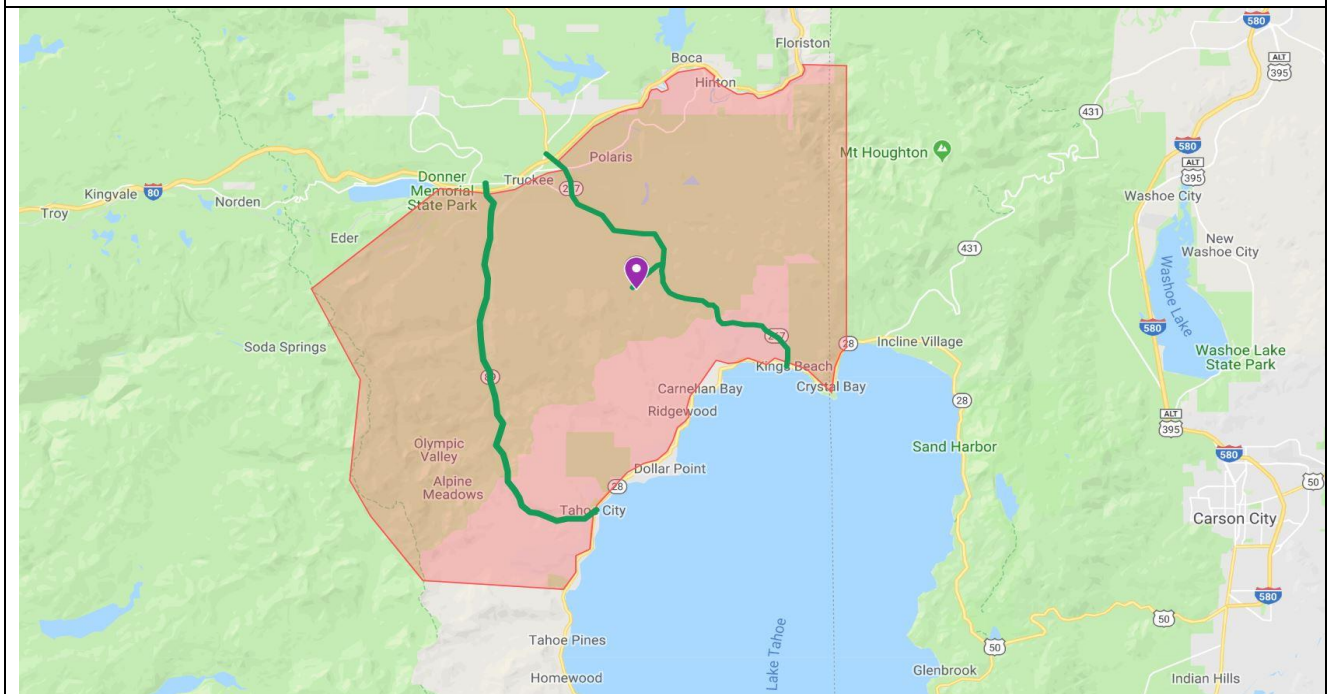 580
Floriston
Boca
ALT
395
Hinton
431
580
Mt Houghton
Polaris
ALT
395
Donner
Memorial
State Park
Truckee
267
Kingvale
80
Norden
Troy
Washoe City
Eder
431
New
Washoe City
Washoe Lake
580
Soda Springs
267
28
Incline Village
Washoe Lake
State Park
Kings Beach
89
Carnelian Bay
Crystal Bay
28
Ridgewood
ALT
395
Olympic
Valley
Sand Harbor
580
Alpine
Meadows
Dollar Point
28
50
Tahoe City
Carson City
580
50
Tahoe Pines
50
Lake Tahoe
Homewood
Glenbrook
Indian Hills